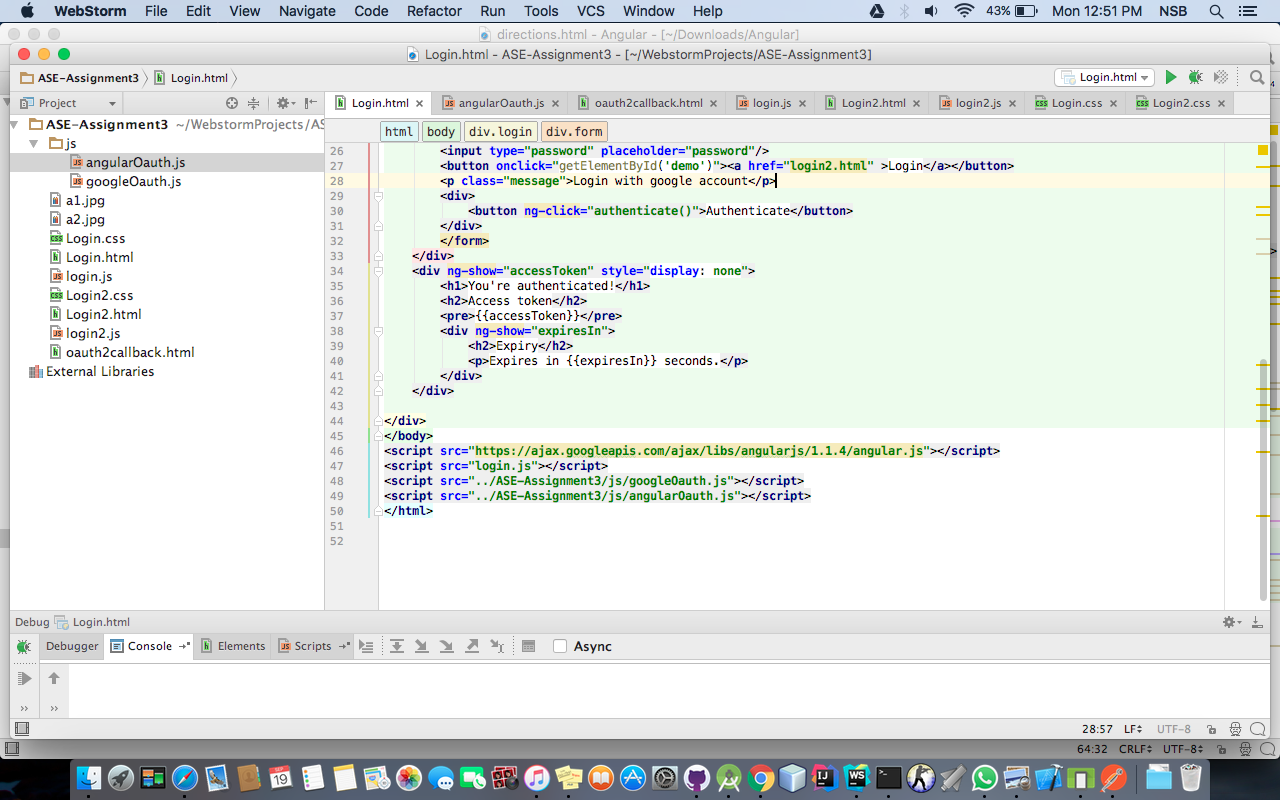 WebStorm File Edit View Navigate Code Refactor Run Tools VCS Window Help 43% Mon 12:51 PM NSB
directions.html - Angular - [~/Downloads/Angular]
Login.html - ASE-Assignment3 - [~/WebstormProjects/ASE-Assignment3]
ASE-Assignment3 Login.html Login.html
Project Login.html angularOauth.js oauth2callback.html login.js Login2.html login2.js Login.css Login2.css
ASE-Assignment3 ~/WebstormProjects/AS
html body div.login div.form
js
angularOauth.js
googleOauth.js
a1.jpg
a2.jpg
Login.css
Login.html
login.js
Login2.css
Login2.html
login2.js
oauth2callback.html
External Libraries
26 <input type="password" placeholder="password"/>
27 <button onclick="getElementById('demo')"><a href="login2.html" >Login</a></button>
28 <p class="message">Login with google account</p>
29 <div>
30 <button ng-click="authenticate()">Authenticate</button>
31 </div>
32 </form>
33 </div>
34 <div ng-show="accessToken" style="display: none">
35 <h1>You're authenticated!</h1>
36 <h2>Access token</h2>
37 <pre>{{accessToken}}</pre>
38 <div ng-show="expiresIn">
39 <h2>Expiry</h2>
40 <p>Expires in {{expiresIn}} seconds.</p>
41 </div>
42 </div>
43
44 </div>
45 </body>
46 <script src="https://ajax.googleapis.com/ajax/libs/angularjs/1.1.4/angular.js"></script>
47 <script src="login.js"></script>
48 <script src="../ASE-Assignment3/js/googleOauth.js"></script>
49 <script src="../ASE-Assignment3/js/angularOauth.js"></script>
50 </html>
51
52
Debug Login.html
Debugger Console Elements Scripts Async
28:57 LF UTF-8
64:32 CRLF UTF-8
SEP
19